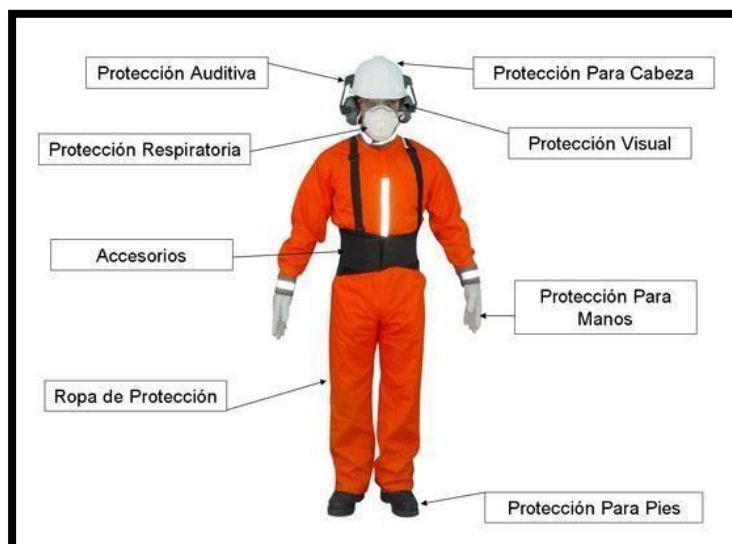 Protección Auditiva
Protección Para Cabeza
Protección Respiratoria
Protección Visual
Accesorios
Protección Para
Manos
Ropa de Protección
Protección Para Pies